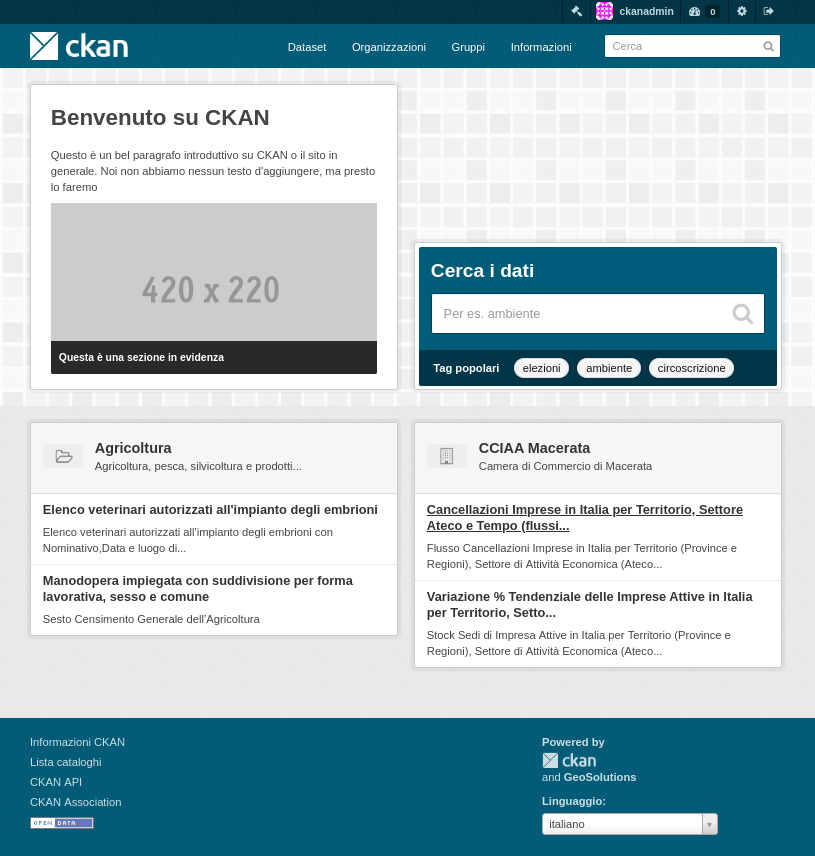 ckanadmin
0
ckan
Dataset Organizzazioni Gruppi Informazioni
Cerca
Benvenuto su CKAN
Questo è un bel paragrafo introduttivo su CKAN o il sito in
generale. Noi non abbiamo nessun testo d'aggiungere, ma presto
lo faremo
420 x 220
Questa è una sezione in evidenza
Cerca i dati
Per es. ambiente
Tag popolari elezioni ambiente circoscrizione
Agricoltura
Agricoltura, pesca, silvicoltura e prodotti...
Elenco veterinari autorizzati all'impianto degli embrioni
Elenco veterinari autorizzati all'impianto degli embrioni con
Nominativo,Data e luogo di...
Manodopera impiegata con suddivisione per forma
lavorativa, sesso e comune
Sesto Censimento Generale dell'Agricoltura
CCIAA Macerata
Camera di Commercio di Macerata
Cancellazioni Imprese in Italia per Territorio, Settore
Ateco e Tempo (flussi...
Flusso Cancellazioni Imprese in Italia per Territorio (Province e
Regioni), Settore di Attività Economica (Ateco...
Variazione % Tendenziale delle Imprese Attive in Italia
per Territorio, Setto...
Stock Sedi di Impresa Attive in Italia per Territorio (Province e
Regioni), Settore di Attività Economica (Ateco...
Informazioni CKAN
Lista cataloghi
CKAN API
CKAN Association
OPEN DATA
Powered by
ckan
and GeoSolutions
Linguaggio:
italiano